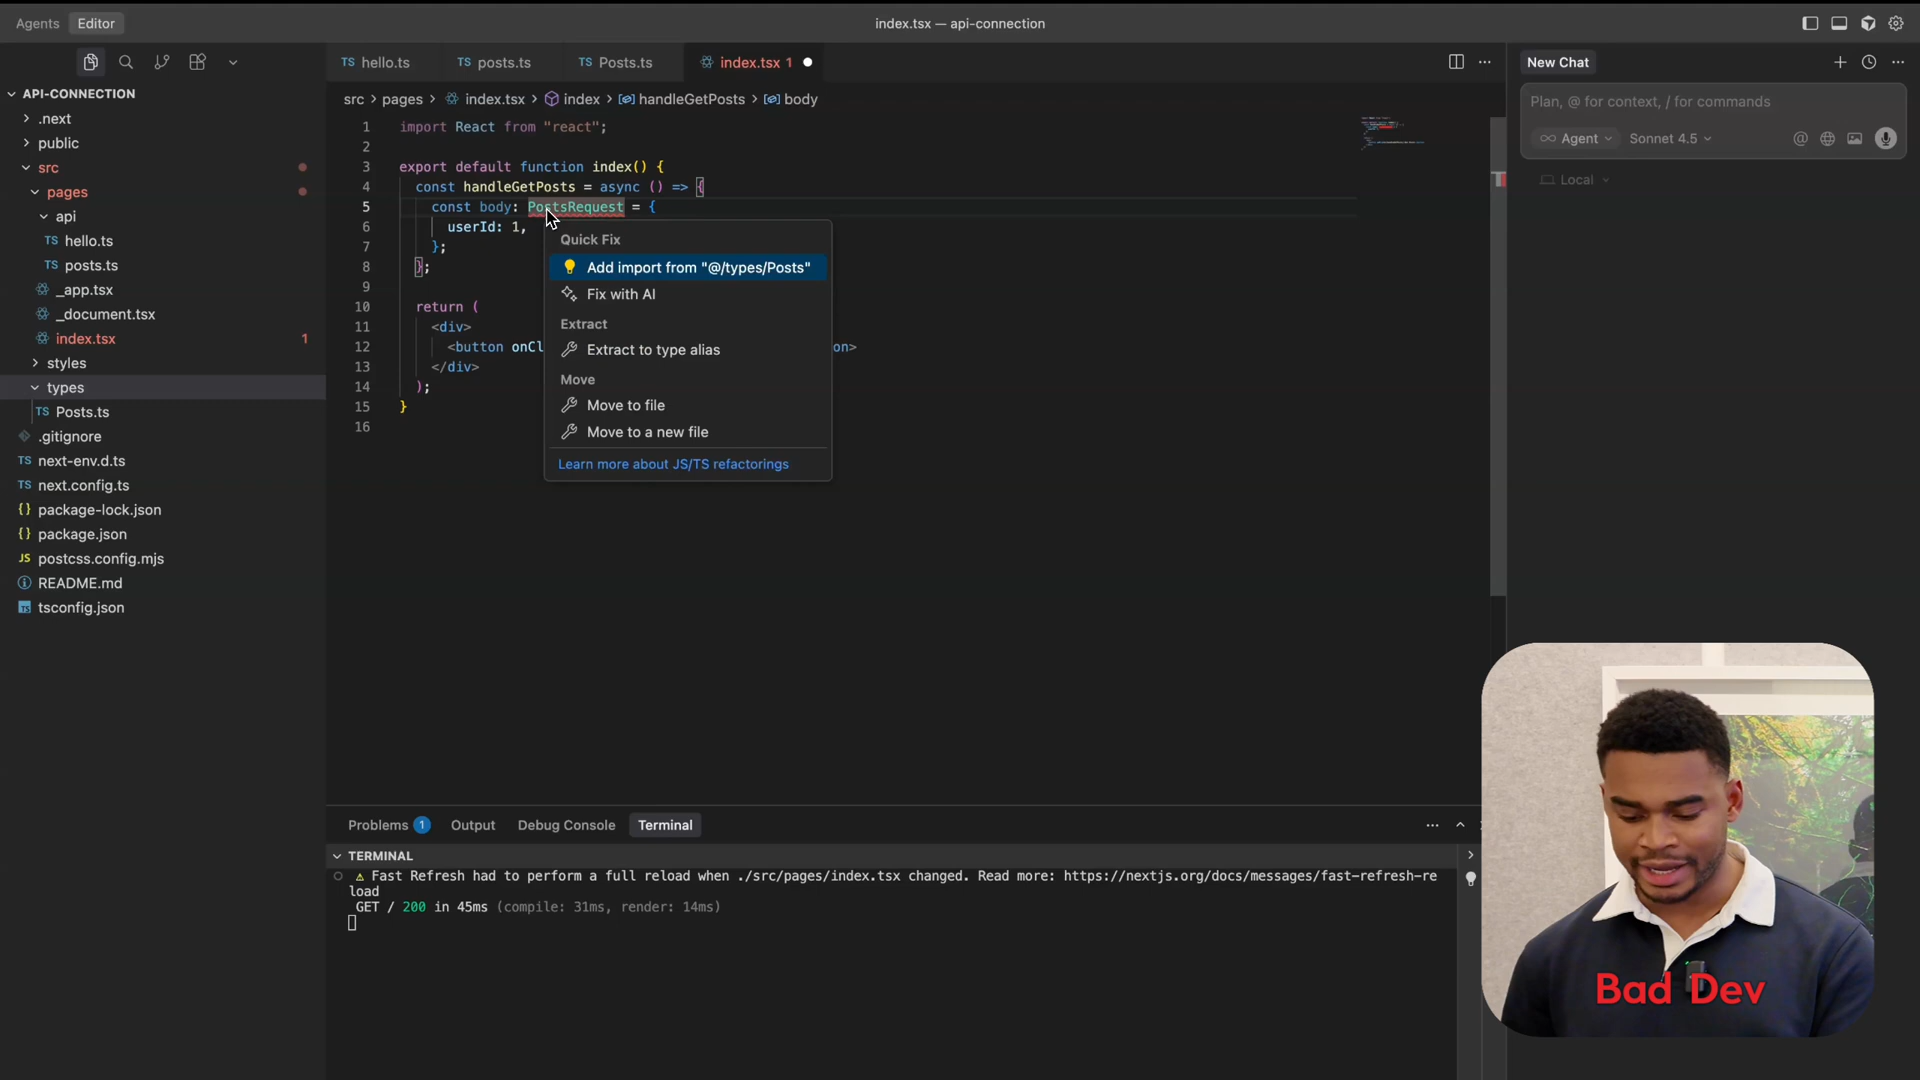 Agents Editor
index.tsx — api-connection
hello.ts
posts.ts
Posts.ts
index.tsx 1
New Chat
API-CONNECTION
.next
public
src
pages
api
hello.ts
posts.ts
_app.tsx
_document.tsx
index.tsx 1
styles
types
Posts.ts
.gitignore
next-env.d.ts
next.config.ts
package-lock.json
package.json
postcss.config.mjs
README.md
tsconfig.json
src > pages > index.tsx > index > handleGetPosts > body
1 import React from "react";
2
3 export default function index() {
4 const handleGetPosts = async () => {
5 const body: PostsRequest = {
6 userId: 1,
7 };
8 };
9
10 return (
11 <div>
12 <button onCl on>
13 </div>
14 );
15 }
16
Quick Fix
Add import from "@/types/Posts"
Fix with AI
Extract
Extract to type alias
Move
Move to file
Move to a new file
Learn more about JS/TS refactorings
Plan, @ for context, / for commands
Agent Sonnet 4.5
Local
Problems 1 Output Debug Console Terminal
TERMINAL
Fast Refresh had to perform a full reload when ./src/pages/index.tsx changed. Read more: https://nextjs.org/docs/messages/fast-refresh-re
load
GET / 200 in 45ms (compile: 31ms, render: 14ms)
Bad Dev